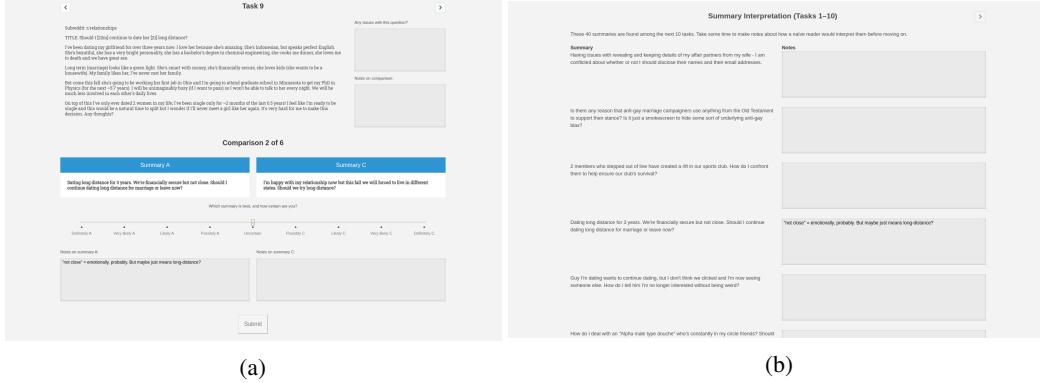 Task 9
Subreddit: r/relationships
TITLE: Should I [22m] continue to date her [21] long distance?
I've been dating my girlfriend for over three years now. I love her because she's amazing. She's Indonesian, but speaks perfect English.
She's beautiful, she has a very bright personality, she has a bachelor's degree in chemical engineering, she cooks me dinner, she loves me
to death and we have great sex.
Long term (marriage) looks like a green light. She's smart with money, she's financially secure, she loves kids (she wants to be a
housewife). My family likes her, I've never met her family.
But come this fall she's going to be working her first job in Ohio and I'm going to attend graduate school in Minnesota to get my PhD in
Physics (for the next ~5-7 years). I will be unimaginably busy (if I want to pass) so I won't be able to talk to her every night. We will be
much less involved in each other's daily lives.
On top of this I've only ever dated 2 women in my life, I've been single only for ~2 months of the last 6.5 years! I feel like I'm ready to be
single and this would be a natural time to split but I wonder if I'll never meet a girl like her again. It's very hard for me to make this
decision. Any thoughts?
Any issues with this question?
Notes on comparison:
Comparison 2 of 6
Summary A
Summary C
Dating long distance for 3 years. We're financially secure but not close. Should I
continue dating long distance for marriage or leave now?
I'm happy with my relationship now but this fall we will forced to live in different
states. Should we try long distance?
Which summary is best, and how certain are you?
Definitely A
Very likely A
Likely A
Possibly A
Uncertain
Possibly C
Likely C
Very likely C
Definitely C
Notes on summary A:
"not close" = emotionally, probably. But maybe just means long-distance?
Notes on summary C:
Submit
(a)
Summary Interpretation (Tasks 1–10)
These 40 summaries are found among the next 10 tasks. Take some time to make notes about how a naive reader would interpret them before moving on.
Summary
Notes
Having issues with revealing and keeping details of my affair partners from my wife - I am
conflicted about whether or not I should disclose their names and their email addresses.
Is there any reason that anti-gay marriage campaigners use anything from the Old Testament
to support their stance? Is it just a smokescreen to hide some sort of underlying anti-gay
bias?
2 members who stepped out of line have created a rift in our sports club. How do I confront
them to help ensure our club's survival?
Dating long distance for 3 years. We're financially secure but not close. Should I continue
dating long distance for marriage or leave now?
"not close" = emotionally, probably. But maybe just means long-distance?
Guy I'm dating wants to continue dating, but I don't think we clicked and I'm now seeing
someone else. How do I tell him I'm no longer interested without being weird?
How do I deal with an "Alpha male type douche" who's constantly in my circle friends? Should
(b)